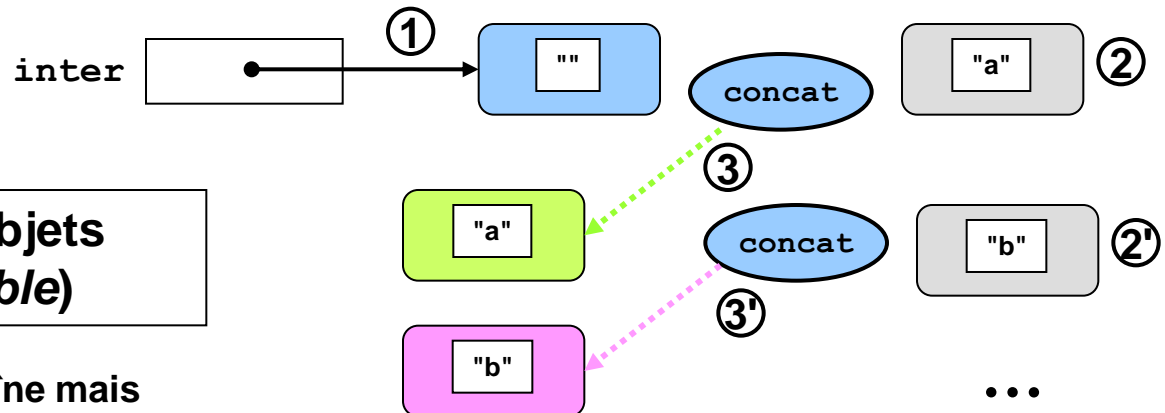 ①
inter "" concat "a" ②
③
bjets "a" concat "b" ②'
ble)
③'
"b"
îne mais ...